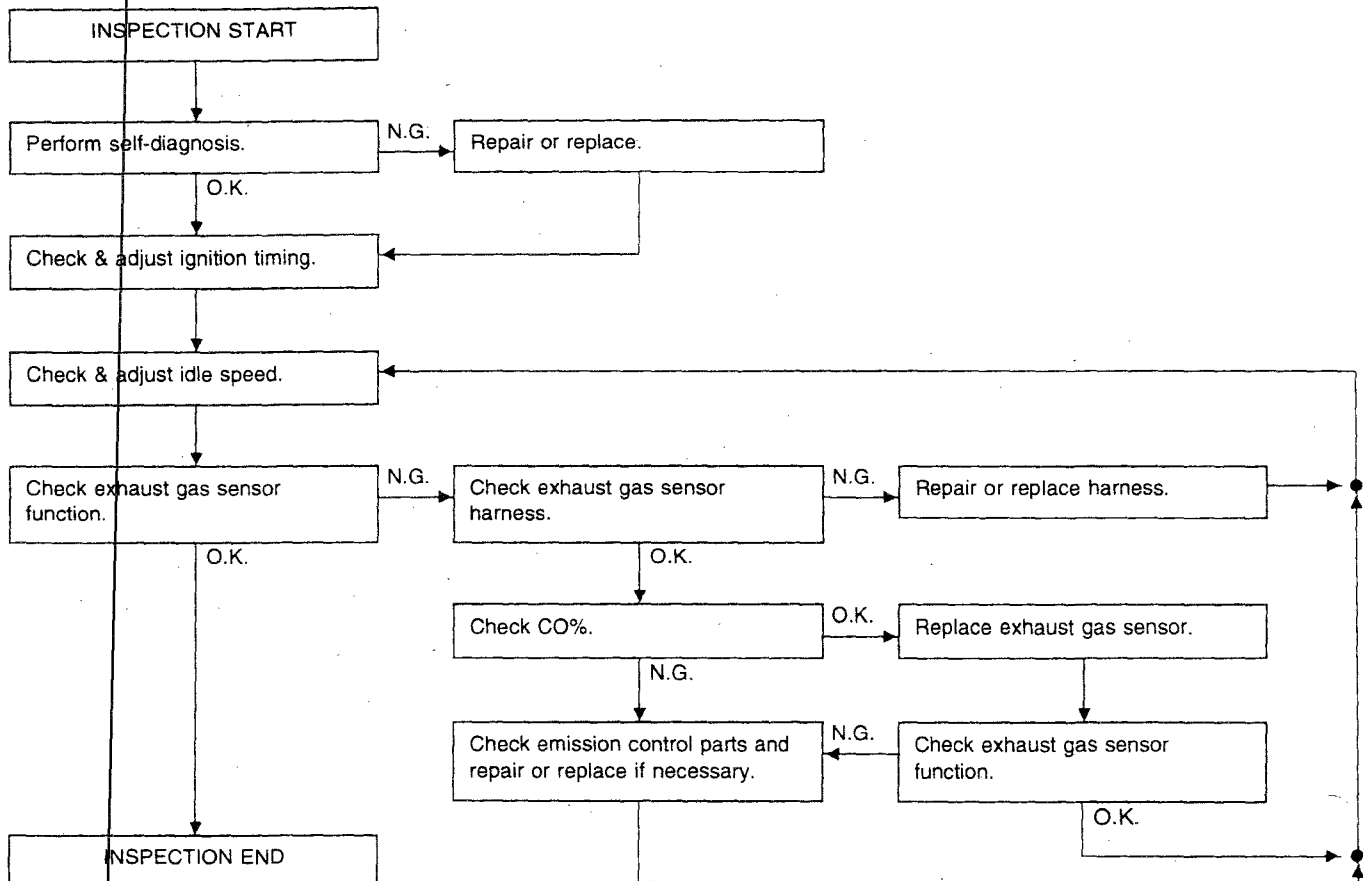 INSPECTION START
Perform self-diagnosis.
N.G.
Repair or replace.
O.K.
Check & adjust ignition timing.
Check & adjust idle speed.
Check exhaust gas sensor
function.
N.G.
Check exhaust gas sensor
harness.
N.G.
Repair or replace harness.
O.K.
O.K.
Check CO%.
O.K.
Replace exhaust gas sensor.
N.G.
Check emission control parts and
repair or replace if necessary.
N.G.
Check exhaust gas sensor
function.
O.K.
INSPECTION END